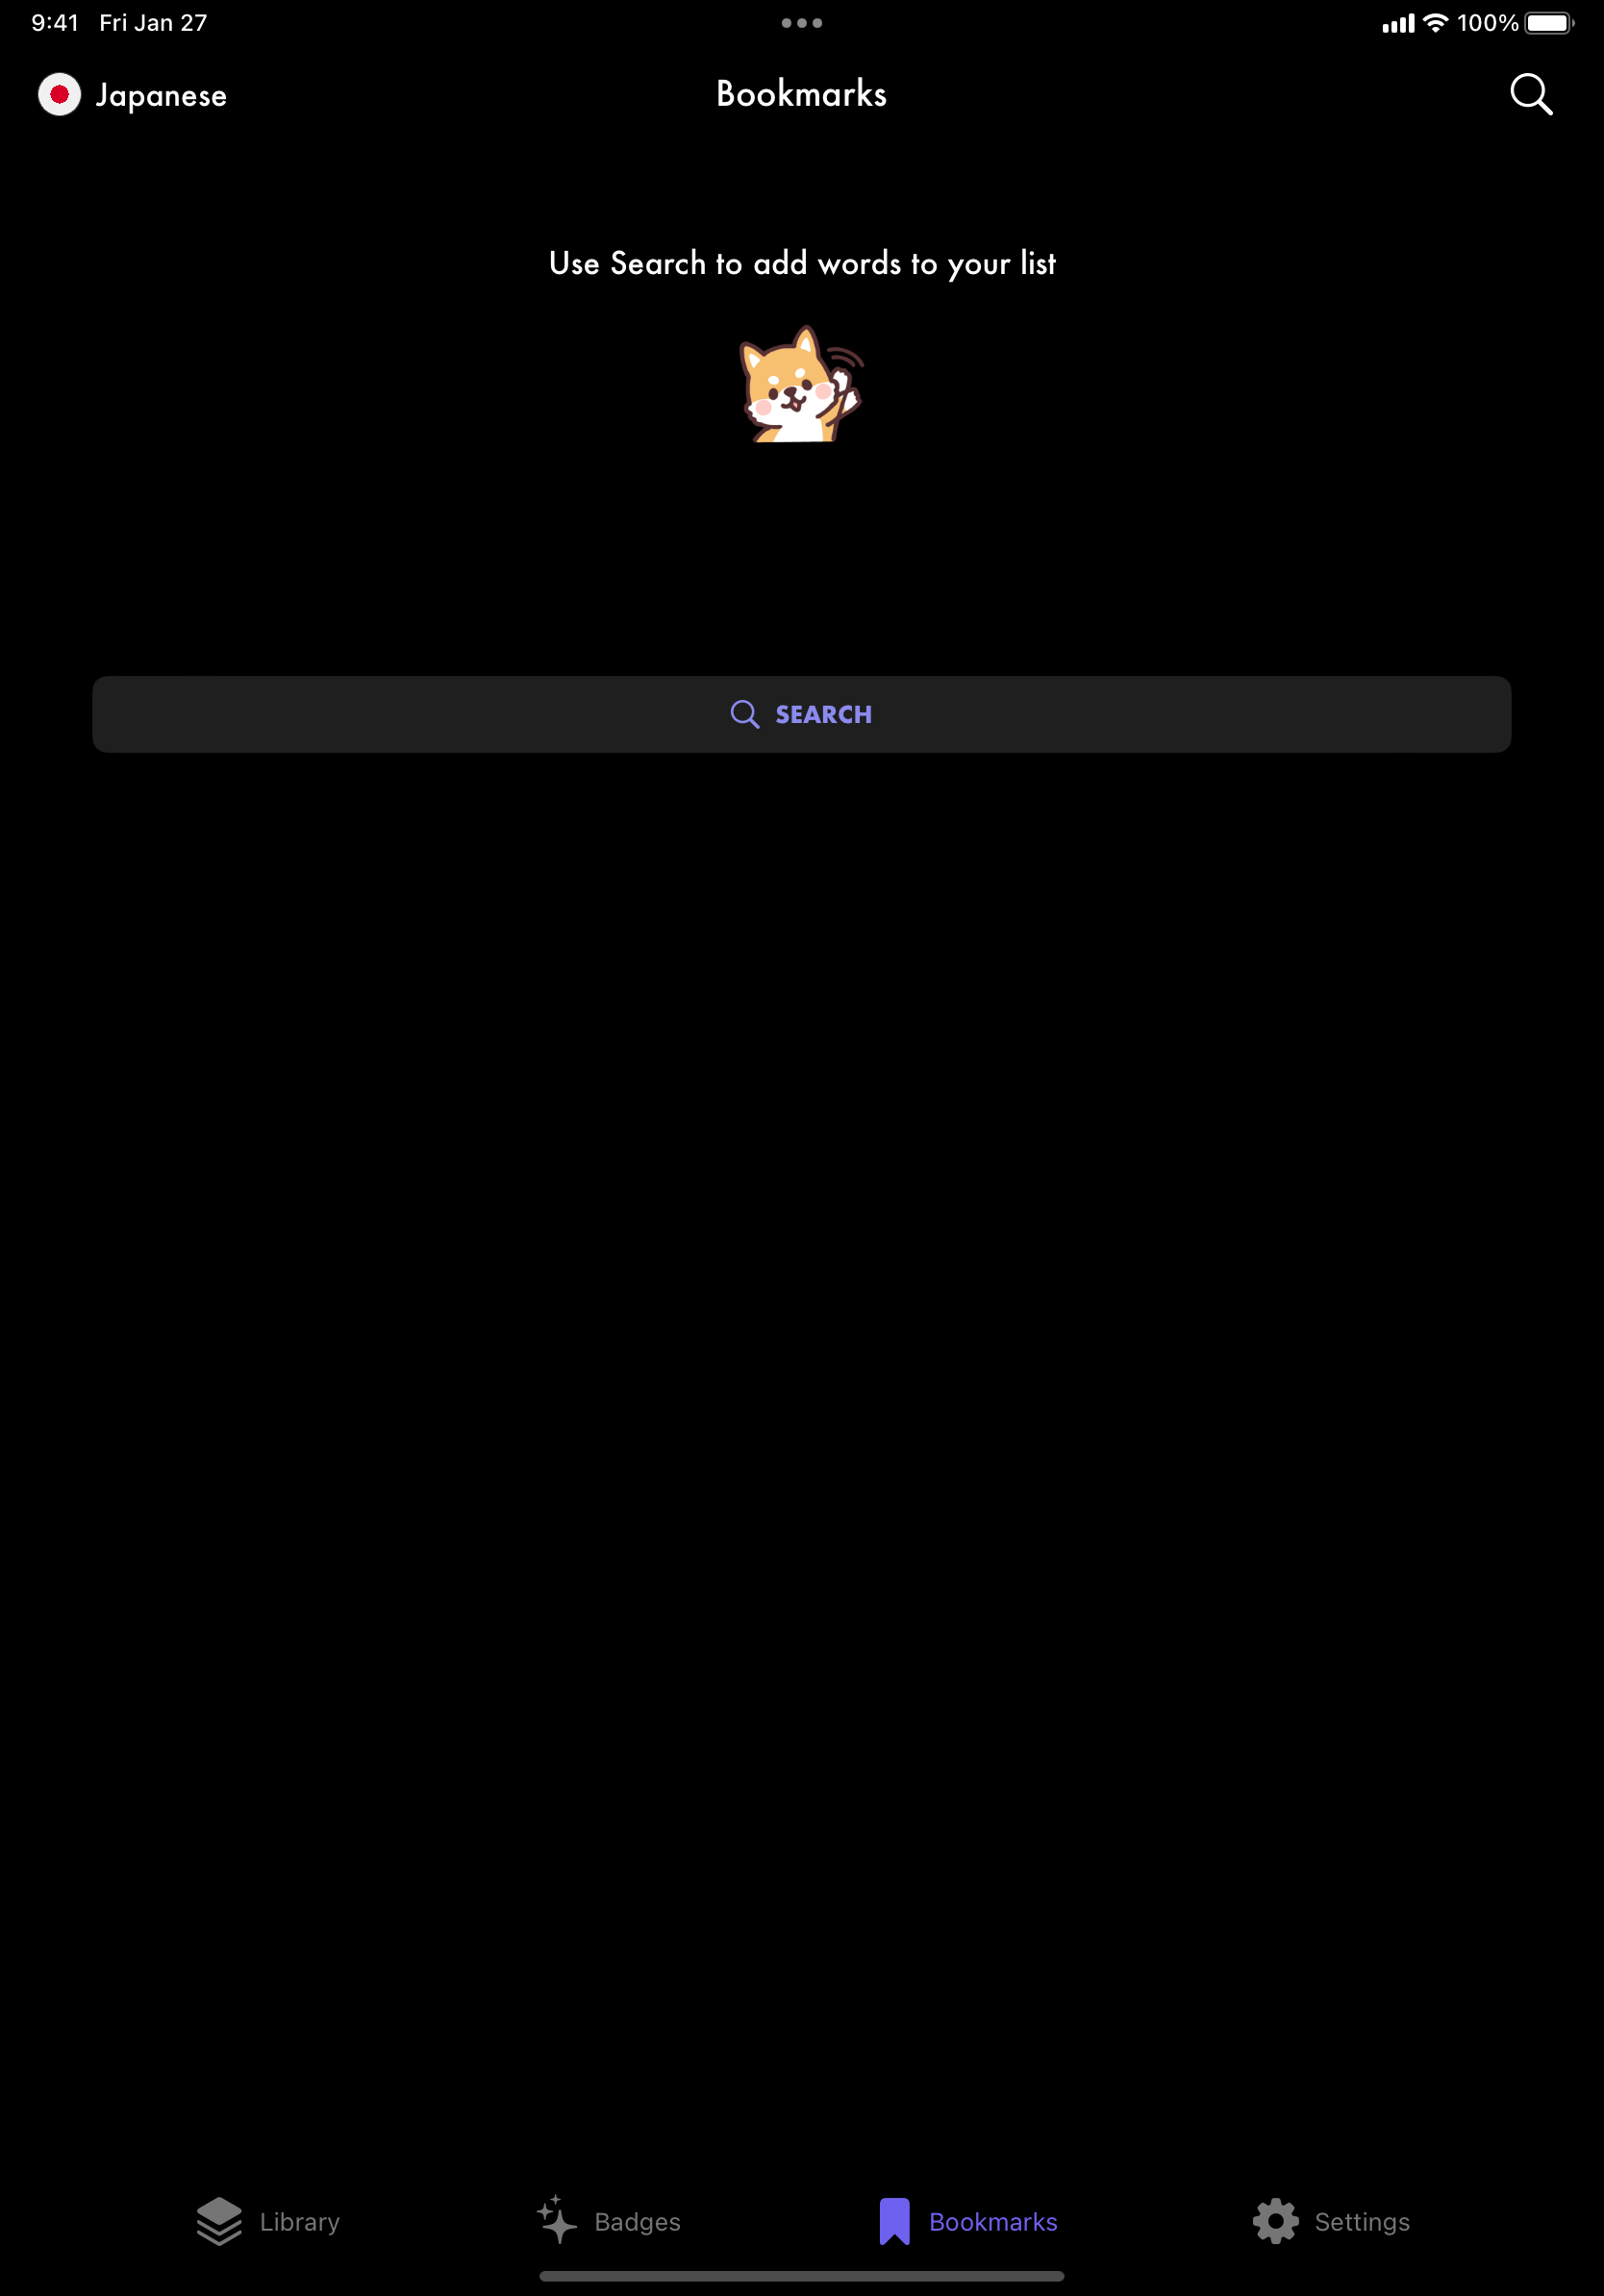 9:41 Fri Jan 27
100%
Japanese
Bookmarks
Use Search to add words to your list
SEARCH
Library
Badges
Bookmarks
Settings